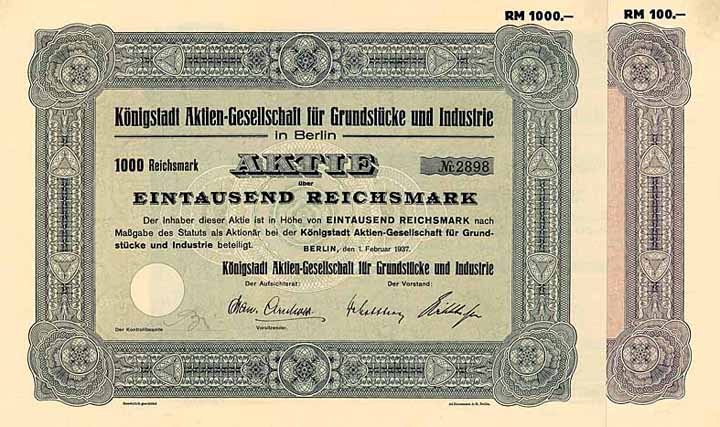 RM 1000.—
RM 100.—
Königstadt Aktien-Gesellschaft für Grundstücke und Industrie
in Berlin
1000 Reichsmark AKTIE Nr. 2898
über
EINTAUSEND REICHSMARK
Der Inhaber dieser Aktie ist in Höhe von EINTAUSEND REICHSMARK nach
Maßgabe des Statuts als Aktionär bei der Königstadt Aktien-Gesellschaft für Grund-
stücke und Industrie beteiligt.
BERLIN, den 1. Februar 1937.
Königstadt Aktien-Gesellschaft für Grundstücke und Industrie
Der Aufsichtsrat: Der Vorstand:
Vorsitzender.
Der Kontrollbeamte
Gesetzlich geschützt